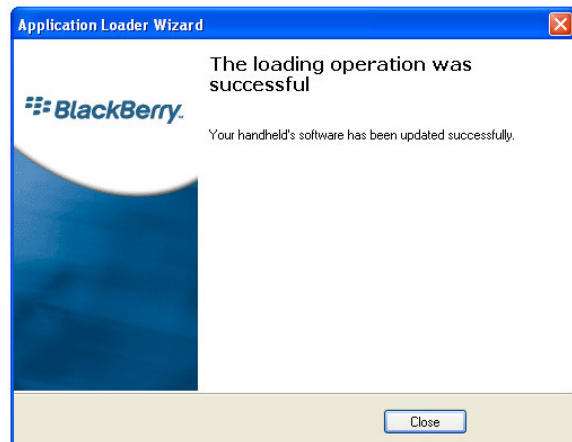 Application Loader Wizard
The loading operation was
successful
BlackBerry.
Your handheld's software has been updated successfully.
Close